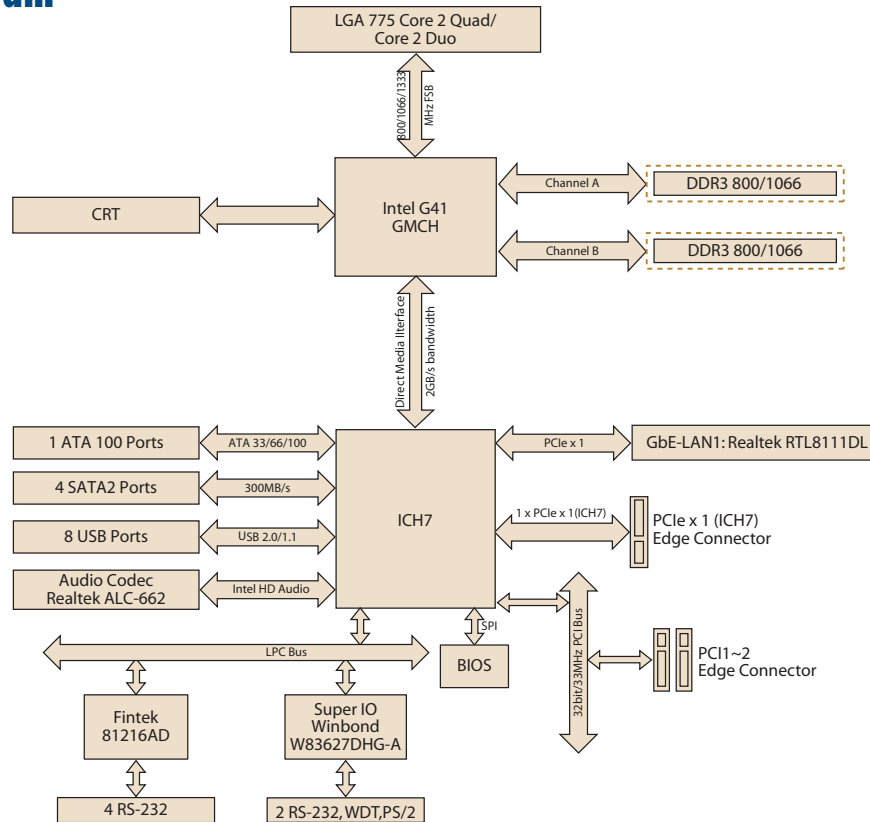 LGA 775 Core 2 Quad/
Core 2 Duo
800/1066/1333
MHz FSB
Intel G41
GMCH
CRT
Channel A
DDR3 800/1066
Channel B
DDR3 800/1066
Direct Media Ilterface
2GB/s bandwidth
ICH7
1 ATA 100 Ports
ATA 33/66/100
4 SATA2 Ports
300MB/s
8 USB Ports
USB 2.0/1.1
Audio Codec
Realtek ALC-662
Intel HD Audio
PCIe x 1
GbE-LAN1: Realtek RTL8111DL
1 x PCIe x 1(ICH7)
PCIe x 1 (ICH7)
Edge Connector
32bit/33MHz PCI Bus
PCI1~2
Edge Connector
SPI
BIOS
LPC Bus
Fintek
81216AD
Super IO
Winbond
W83627DHG-A
4 RS-232
2 RS-232, WDT,PS/2